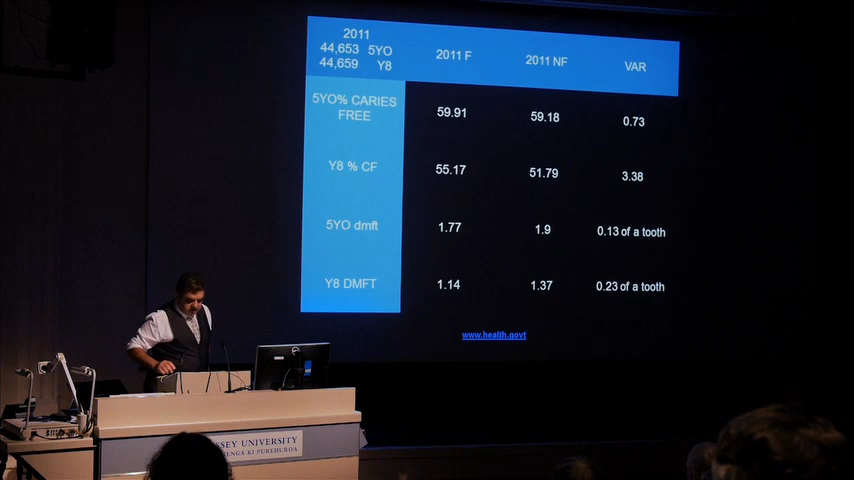 2011
44,653 5YO
44,659 Y8
2011 F
2011 NF
VAR
5YO% CARIES
FREE
59.91
59.18
0.73
Y8 % CF
55.17
51.79
3.38
5YO dmft
1.77
1.9
0.13 of a tooth
Y8 DMFT
1.14
1.37
0.23 of a tooth
www.health.govt
SSEY UNIVERSITY
ENGA KI PUREHUROA